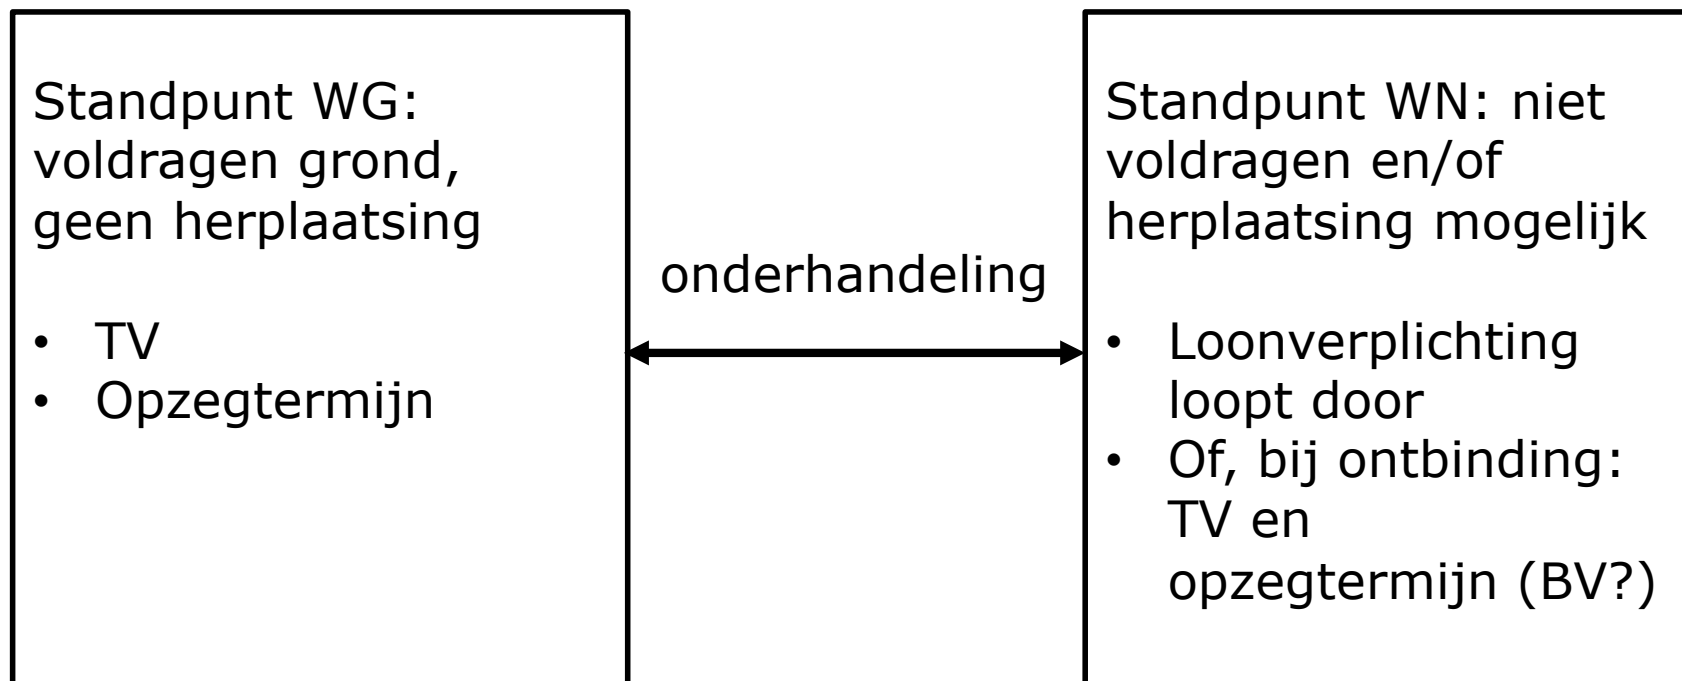 Standpunt WG:
voldragen grond,
geen herplaatsing
• TV
• Opzegtermijn
onderhandeling
Standpunt WN: niet
voldragen en/of
herplaatsing mogelijk
• Loonverplichting
loopt door
• Of, bij ontbinding:
TV en
opzegtermijn (BV?)